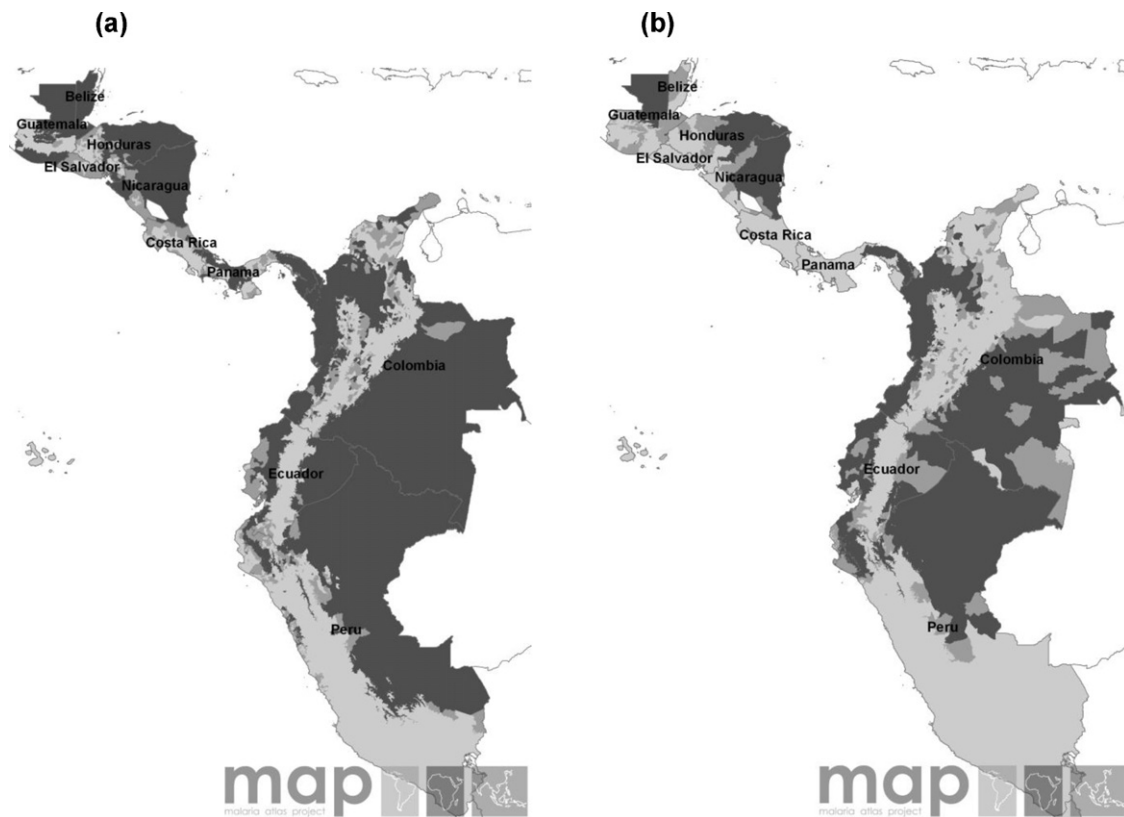 (a)
(b)
Belize
Guatemala
Honduras
El Salvador
Nicaragua
Costa Rica
Panama
Colombia
Ecuador
Peru
map
malaria atlas project
Belize
Guatemala
Honduras
El Salvador
Nicaragua
Costa Rica
Panama
Colombia
Ecuador
Peru
map
malaria atlas project